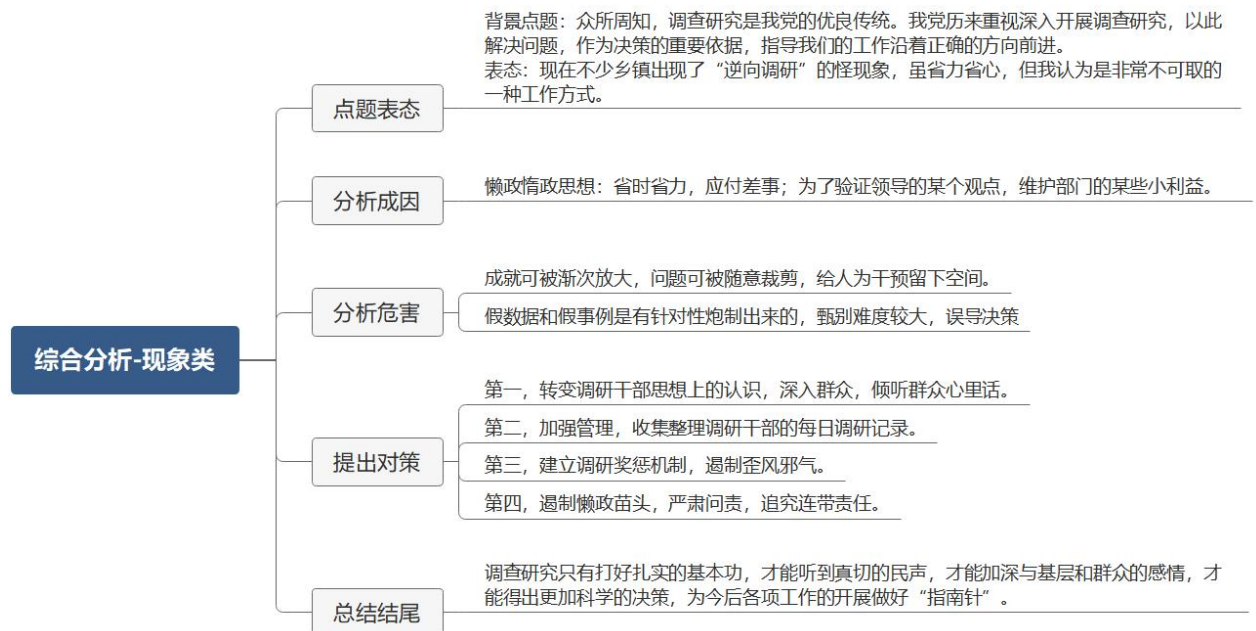 背景点题：众所周知，调查研究是我党的优良传统。我党历来重视深入开展调查研究，以此
解决问题，作为决策的重要依据，指导我们的工作沿着正确的方向前进。
表态：现在不少乡镇出现了“逆向调研”的怪现象，虽省力省心，但我认为是非常不可取的
一种工作方式。
点题表态
懒政惰政思想：省时省力，应付差事；为了验证领导的某个观点，维护部门的某些小利益。
分析成因
成就可被渐次放大，问题可被随意裁剪，给人为干预留下空间。
分析危害
假数据和假事例是有针对性炮制出来的，甄别难度较大，误导决策
综合分析-现象类
第一，转变调研干部思想上的认识，深入群众，倾听群众心里话。
第二，加强管理，收集整理调研干部的每日调研记录。
提出对策
第三，建立调研奖惩机制，遏制歪风邪气。
第四，遏制懒政苗头，严肃问责，追究连带责任。
调查研究只有打好扎实的基本功，才能听到真切的民声，才能加深与基层和群众的感情，才
能得出更加科学的决策，为今后各项工作的开展做好“指南针”。
总结结尾